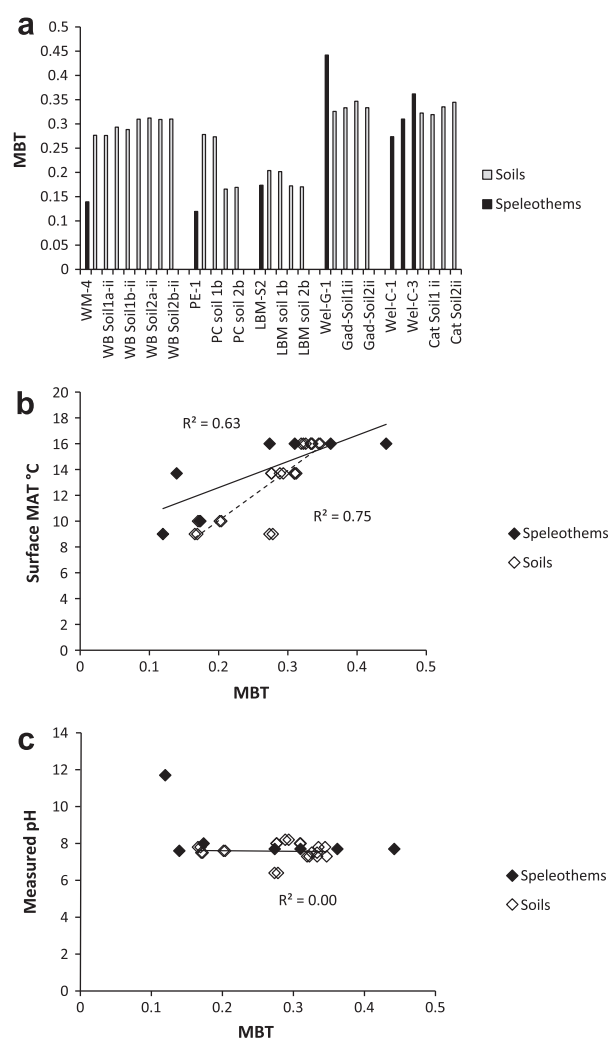 a
0.5
0.45
0.4
0.35
0.3
0.25
0.2
0.15
0.1
0.05
0
MBT
WM-4
WB Soil1a-ii
WB Soil1b-ii
WB Soil2a-ii
WB Soil2b-ii
PE-1
PC soil 1b
PC soil 2b
LBM-S2
LBM soil 1b
LBM soil 2b
Wel-G-1
Gad-Soil1ii
Gad-Soil2ii
Wel-C-1
Wel-C-3
Cat Soil1 ii
Cat Soil2ii
Soils
Speleothems
b
20
18
16
14
12
10
8
6
4
2
0
Surface MAT °C
R² = 0.63
R² = 0.75
0 0.1 0.2 0.3 0.4 0.5
MBT
Speleothems
Soils
c
14
12
10
8
6
4
2
0
Measured pH
R² = 0.00
0 0.1 0.2 0.3 0.4 0.5
MBT
Speleothems
Soils